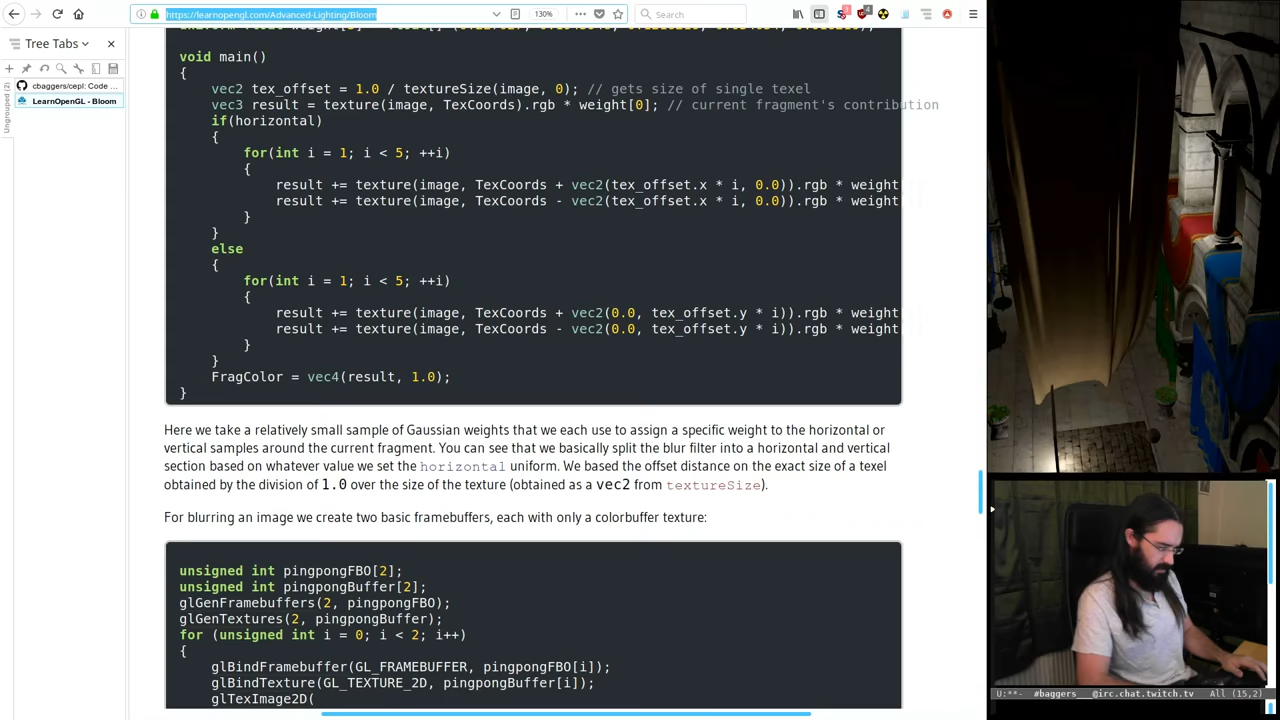 https://learnopengl.com/Advanced-Lighting/Bloom
130%
Search
Tree Tabs
Ungrouped (2)
cbaggers/cepl: Code ...
LearnOpenGL - Bloom
void main()
{
vec2 tex_offset = 1.0 / textureSize(image, 0); // gets size of single texel
vec3 result = texture(image, TexCoords).rgb * weight[0]; // current fragment's contribution
if(horizontal)
{
for(int i = 1; i < 5; ++i)
{
result += texture(image, TexCoords + vec2(tex_offset.x * i, 0.0)).rgb * weight
result += texture(image, TexCoords - vec2(tex_offset.x * i, 0.0)).rgb * weight
}
}
else
{
for(int i = 1; i < 5; ++i)
{
result += texture(image, TexCoords + vec2(0.0, tex_offset.y * i)).rgb * weight
result += texture(image, TexCoords - vec2(0.0, tex_offset.y * i)).rgb * weight
}
}
FragColor = vec4(result, 1.0);
}
Here we take a relatively small sample of Gaussian weights that we each use to assign a specific weight to the horizontal or
vertical samples around the current fragment. You can see that we basically split the blur filter into a horizontal and vertical
section based on whatever value we set the horizontal uniform. We based the offset distance on the exact size of a texel
obtained by the division of 1.0 over the size of the texture (obtained as a vec2 from textureSize).
For blurring an image we create two basic framebuffers, each with only a colorbuffer texture:
unsigned int pingpongFBO[2];
unsigned int pingpongBuffer[2];
glGenFramebuffers(2, pingpongFBO);
glGenTextures(2, pingpongBuffer);
for (unsigned int i = 0; i < 2; i++)
{
glBindFramebuffer(GL_FRAMEBUFFER, pingpongFBO[i]);
glBindTexture(GL_TEXTURE_2D, pingpongBuffer[i]);
glTexImage2D(
U:**- #baggers__@irc.chat.twitch.tv All (15,2)